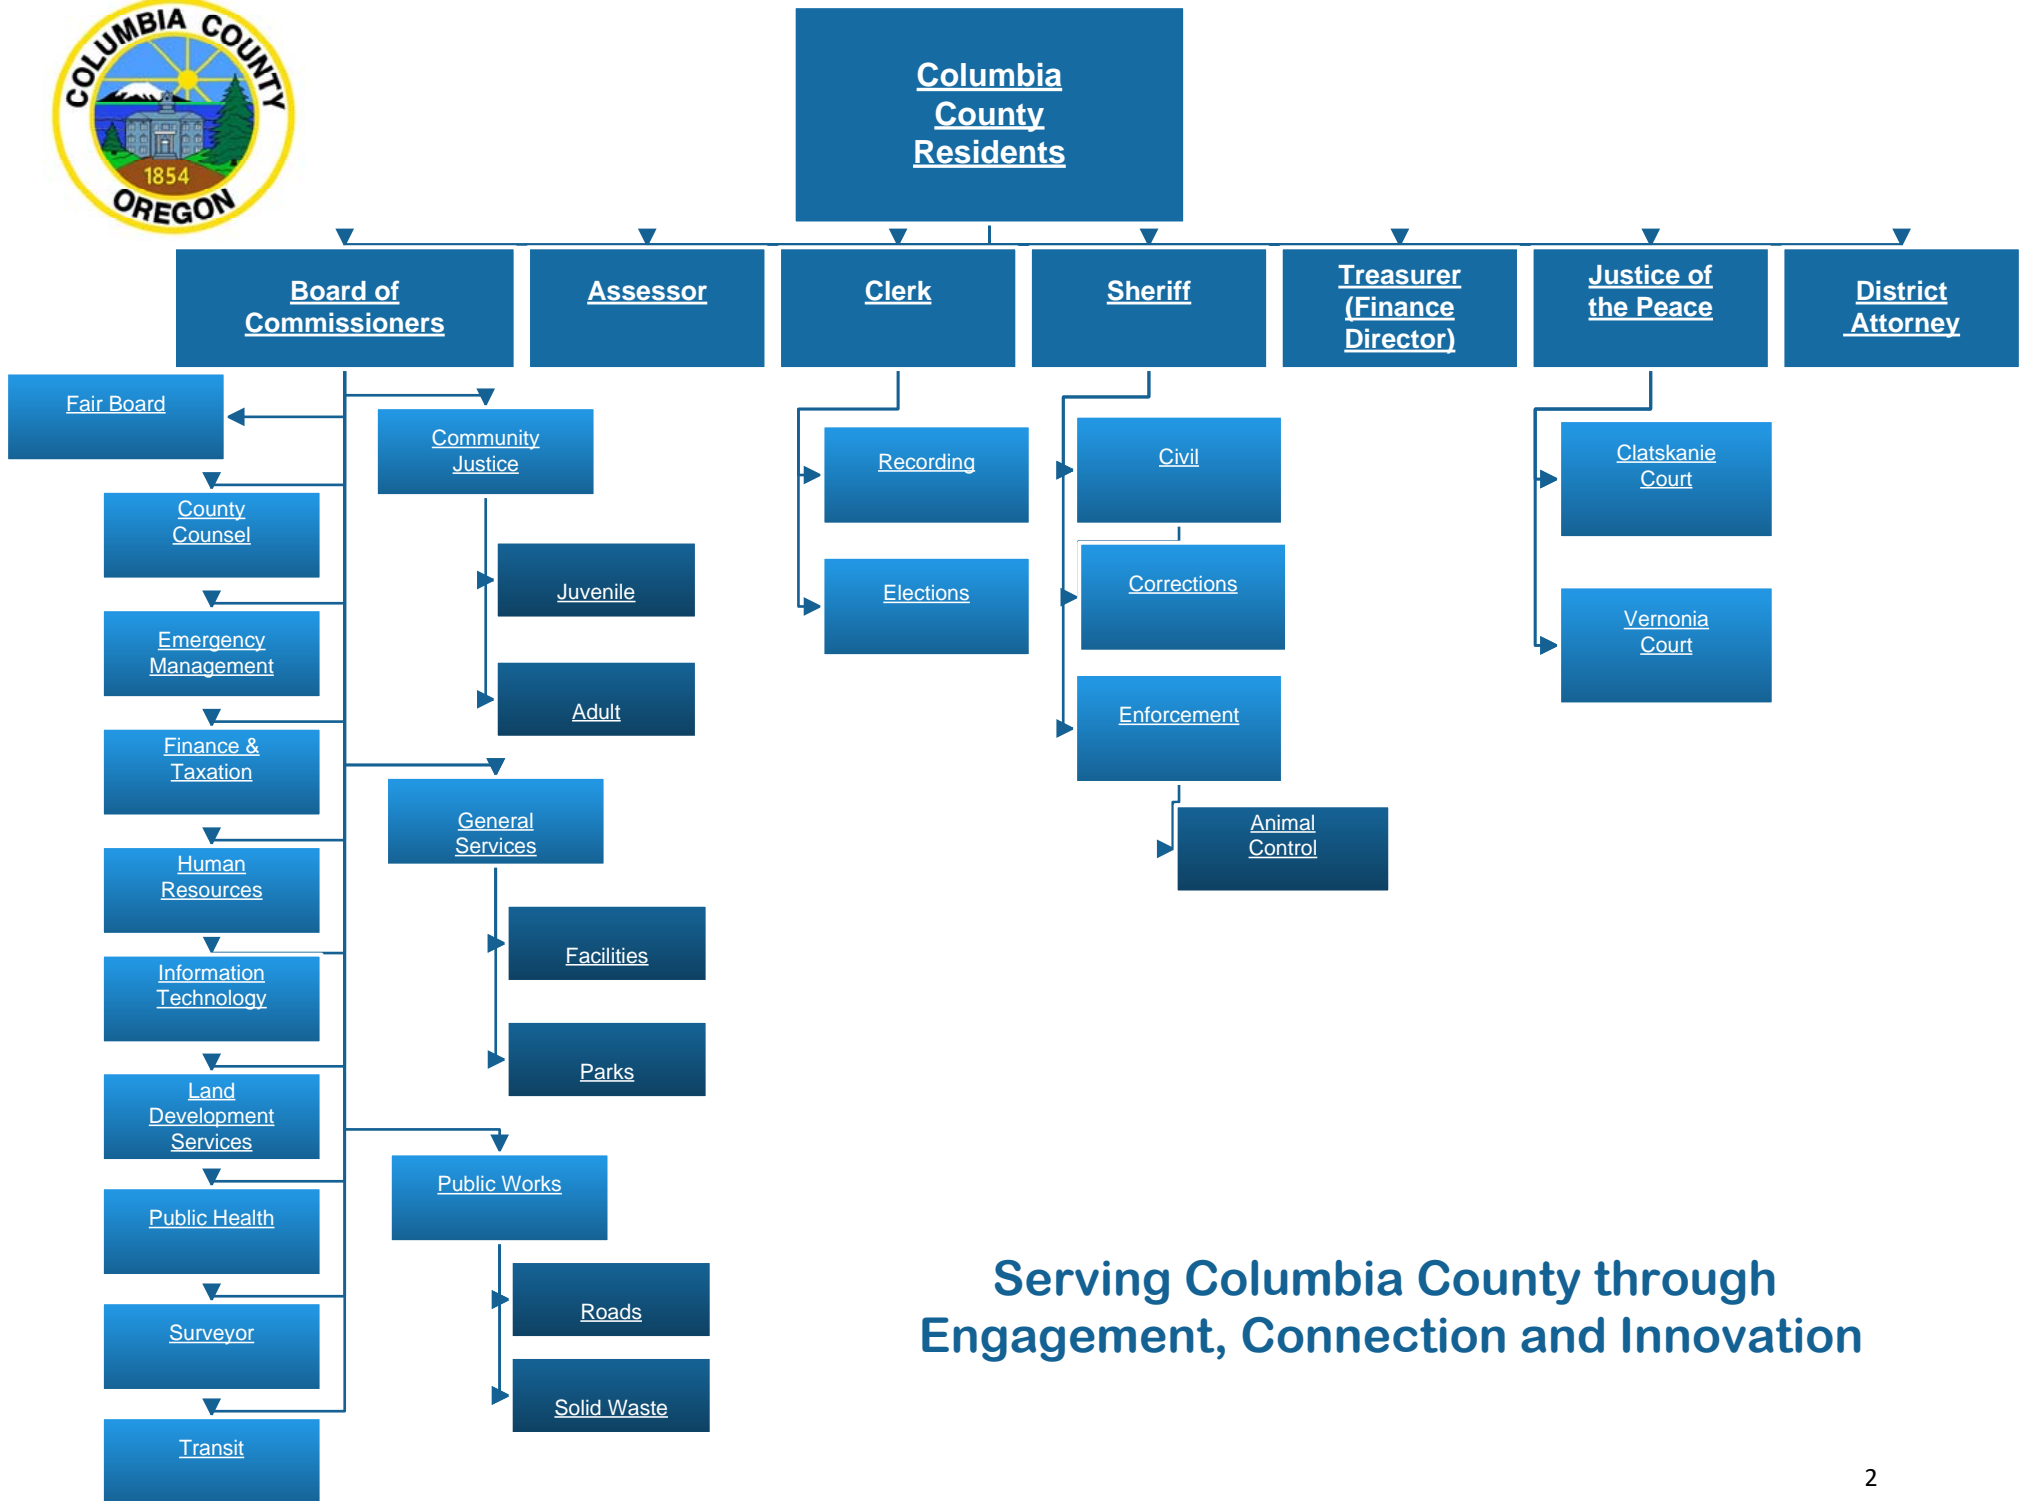 COLUMBIA COUNTY
1854
OREGON
Columbia
County
Residents
Board of
Commissioners
Assessor
Clerk
Sheriff
Treasurer
(Finance
Director)
Justice of
the Peace
District
Attorney
Fair Board
County
Counsel
Emergency
Management
Finance &
Taxation
Human
Resources
Information
Technology
Land
Development
Services
Public Health
Surveyor
Transit
Community
Justice
Juvenile
Adult
General
Services
Facilities
Parks
Public Works
Roads
Solid Waste
Recording
Elections
Civil
Corrections
Enforcement
Animal
Control
Clatskanie
Court
Vernonia
Court
Serving Columbia County through
Engagement, Connection and Innovation
2